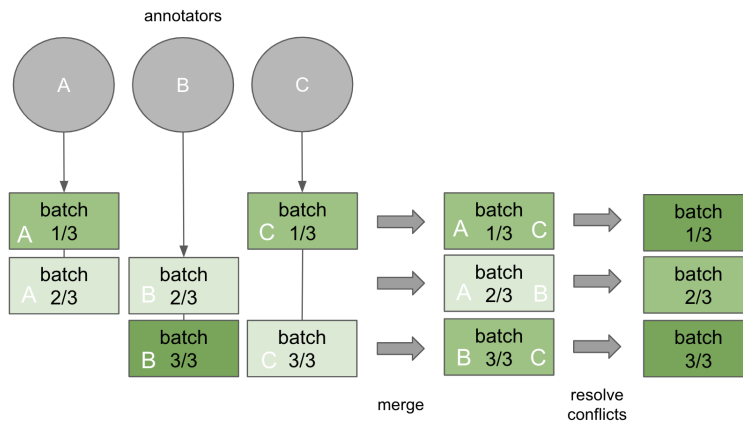 annotators
A
B
C
batch
A 1/3
batch
C 1/3
batch
A 1/3 C
batch
1/3
batch
A 2/3
batch
B 2/3
batch
A 2/3 B
batch
2/3
batch
B 3/3
batch
C 3/3
batch
B 3/3 C
batch
3/3
merge
resolve
conflicts